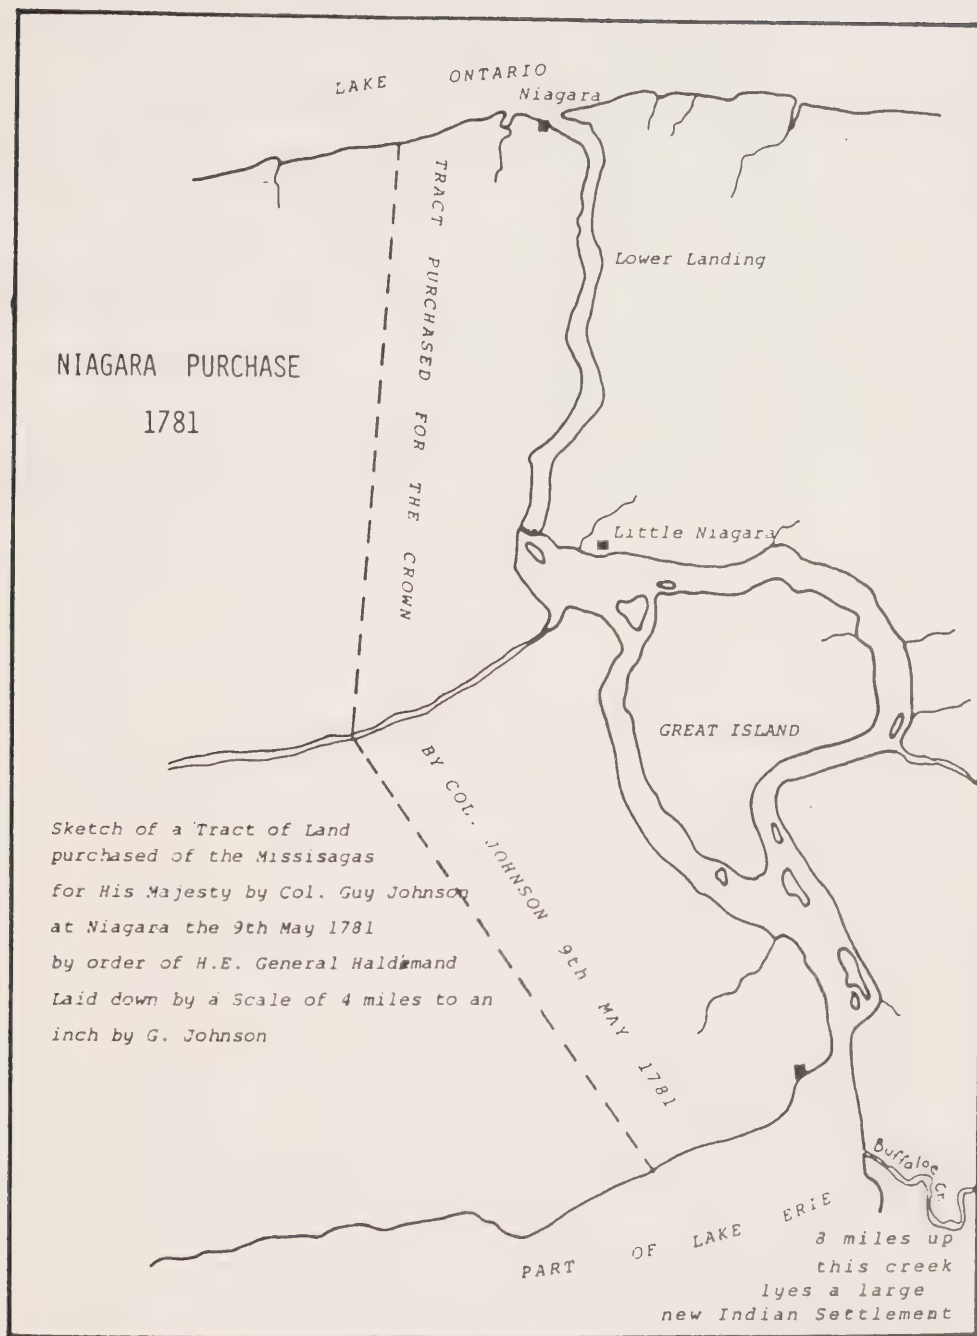 LAKE ONTARIO
Niagara
Lower Landing
TRACT PURCHASED FOR THE CROWN
NIAGARA PURCHASE
1781
Little Niagara
GREAT ISLAND
BY COL. JOHNSON 9th MAY 1781
Sketch of a Tract of Land
purchased of the Missisagas
for His Majesty by Col. Guy Johnson
at Niagara the 9th May 1781
by order of H.E. General Haldemand
Laid down by a Scale of 4 miles to an
inch by G. Johnson
Buffaloe Cr.
PART OF LAKE ERIE
miles up
this creek
lyes a large
new Indian Settlement